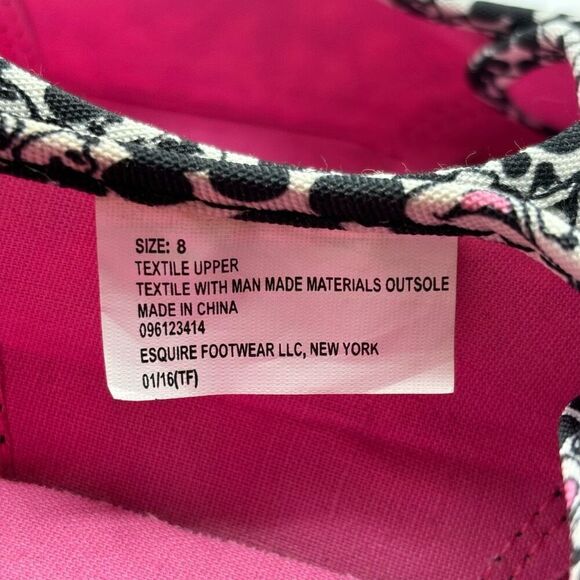 SIZE: 8
TEXTILE UPPER
TEXTILE WITH MAN MADE MATERIALS OUTSOLE
MADE IN CHINA
096123414
ESQUIRE FOOTWEAR LLC, NEW YORK
01/16(TF)